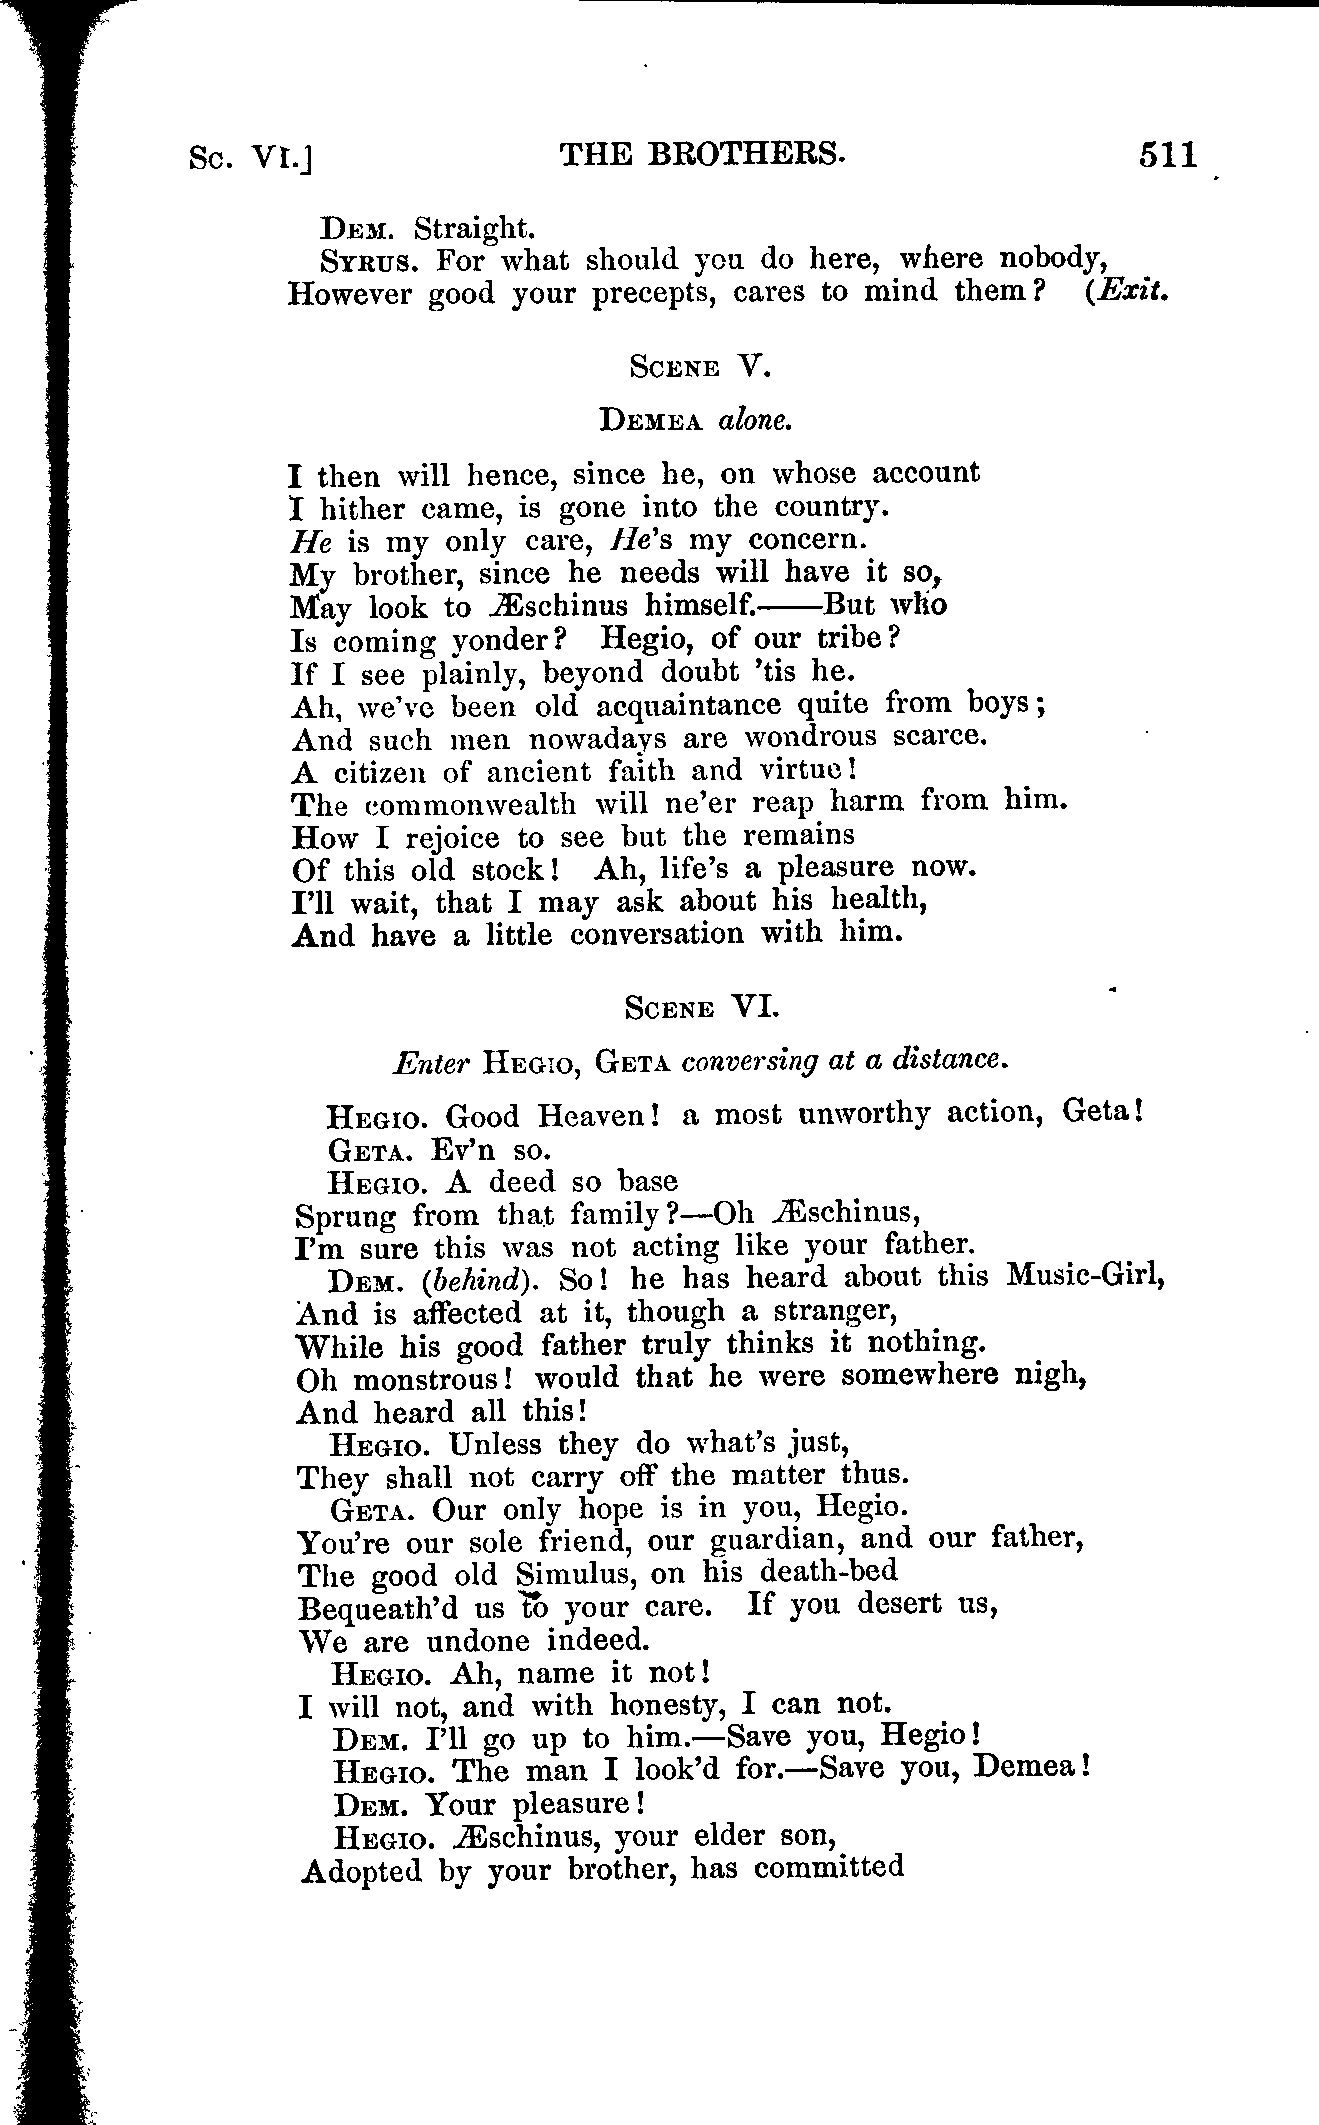 Sc. VI.] THE BROTHERS. 511
DEM. Straight.
SYRUS. For what should you do here, where nobody,
However good your precepts, cares to mind them? (Exit.
SCENE V.
DEMEA alone.
I then will hence, since he, on whose account
I hither came, is gone into the country.
He is my only care, He's my concern.
My brother, since he needs will have it so,
May look to Æschinus himself.——But who
Is coming yonder? Hegio, of our tribe?
If I see plainly, beyond doubt 'tis he.
Ah, we've been old acquaintance quite from boys;
And such men nowadays are wondrous scarce.
A citizen of ancient faith and virtue!
The commonwealth will ne'er reap harm from him.
How I rejoice to see but the remains
Of this old stock! Ah, life's a pleasure now.
I'll wait, that I may ask about his health,
And have a little conversation with him.
SCENE VI.
Enter HEGIO, GETA conversing at a distance.
HEGIO. Good Heaven! a most unworthy action, Geta!
GETA. Ev'n so.
HEGIO. A deed so base
Sprung from that family?—Oh Æschinus,
I'm sure this was not acting like your father.
DEM. (behind). So! he has heard about this Music-Girl,
And is affected at it, though a stranger,
While his good father truly thinks it nothing.
Oh monstrous! would that he were somewhere nigh,
And heard all this!
HEGIO. Unless they do what's just,
They shall not carry off the matter thus.
GETA. Our only hope is in you, Hegio.
You're our sole friend, our guardian, and our father,
The good old Simulus, on his death-bed
Bequeath'd us to your care. If you desert us,
We are undone indeed.
HEGIO. Ah, name it not!
I will not, and with honesty, I can not.
DEM. I'll go up to him.—Save you, Hegio!
HEGIO. The man I look'd for.—Save you, Demea!
DEM. Your pleasure!
HEGIO. Æschinus, your elder son,
Adopted by your brother, has committed